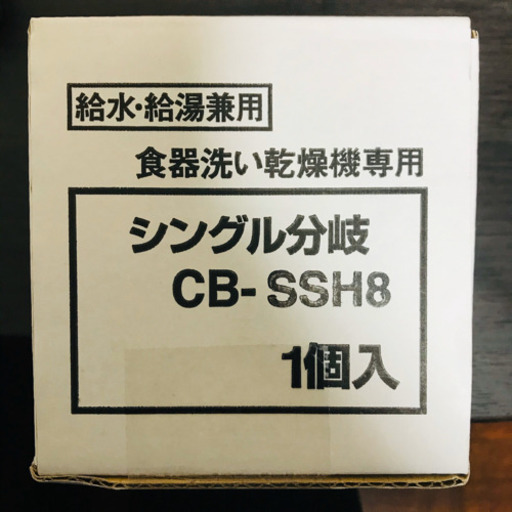 給水・給湯兼用
食器洗い乾燥機専用
シングル分岐
CB-SSH8
1個入